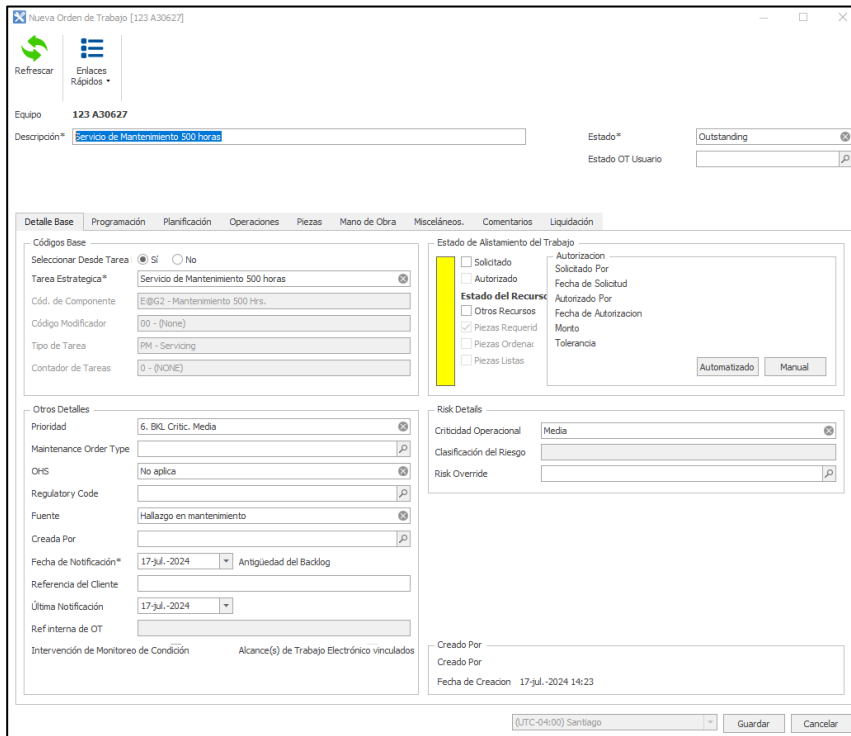 Nueva Orden de Trabajo [123 A30627]
Refrescar
Enlaces
Rápidos
Equipo 123 A30627
Descripción* Servicio de Mantenimiento 500 horas
Estado* Outstanding
Estado OT Usuario
Detalle Base Programación Planificación Operaciones Piezas Mano de Obra Misceláneos. Comentarios Liquidación
Códigos Base
Seleccionar Desde Tarea Sí No
Tarea Estrategica* Servicio de Mantenimiento 500 horas
Cód. de Componente E@G2 - Mantenimiento 500 Hrs.
Código Modificador 00 - (None)
Tipo de Tarea PM - Servicing
Contador de Tareas 0 - (NONE)
Estado de Alistamiento del Trabajo
Solicitado
Autorizado
Estado del Recurso
Otros Recursos
Piezas Requerid
Piezas Ordenad
Piezas Listas
Autorizacion
Solicitado Por
Fecha de Solicitud
Autorizado Por
Fecha de Autorizacion
Monto
Tolerancia
Automatizado Manual
Otros Detalles
Prioridad 6. BKL Critic. Media
Maintenance Order Type
OHS No aplica
Regulatory Code
Fuente Hallazgo en mantenimiento
Creada Por
Fecha de Notificación* 17-jul.-2024 Antigüedad del Backlog
Referencia del Cliente
Última Notificación 17-jul.-2024
Ref interna de OT
Intervención de Monitoreo de Condición Alcance(s) de Trabajo Electrónico vinculados
Risk Details
Criticidad Operacional Media
Clasificación del Riesgo
Risk Override
Creado Por
Creado Por
Fecha de Creacion 17-jul.-2024 14:23
(UTC-04:00) Santiago Guardar Cancelar